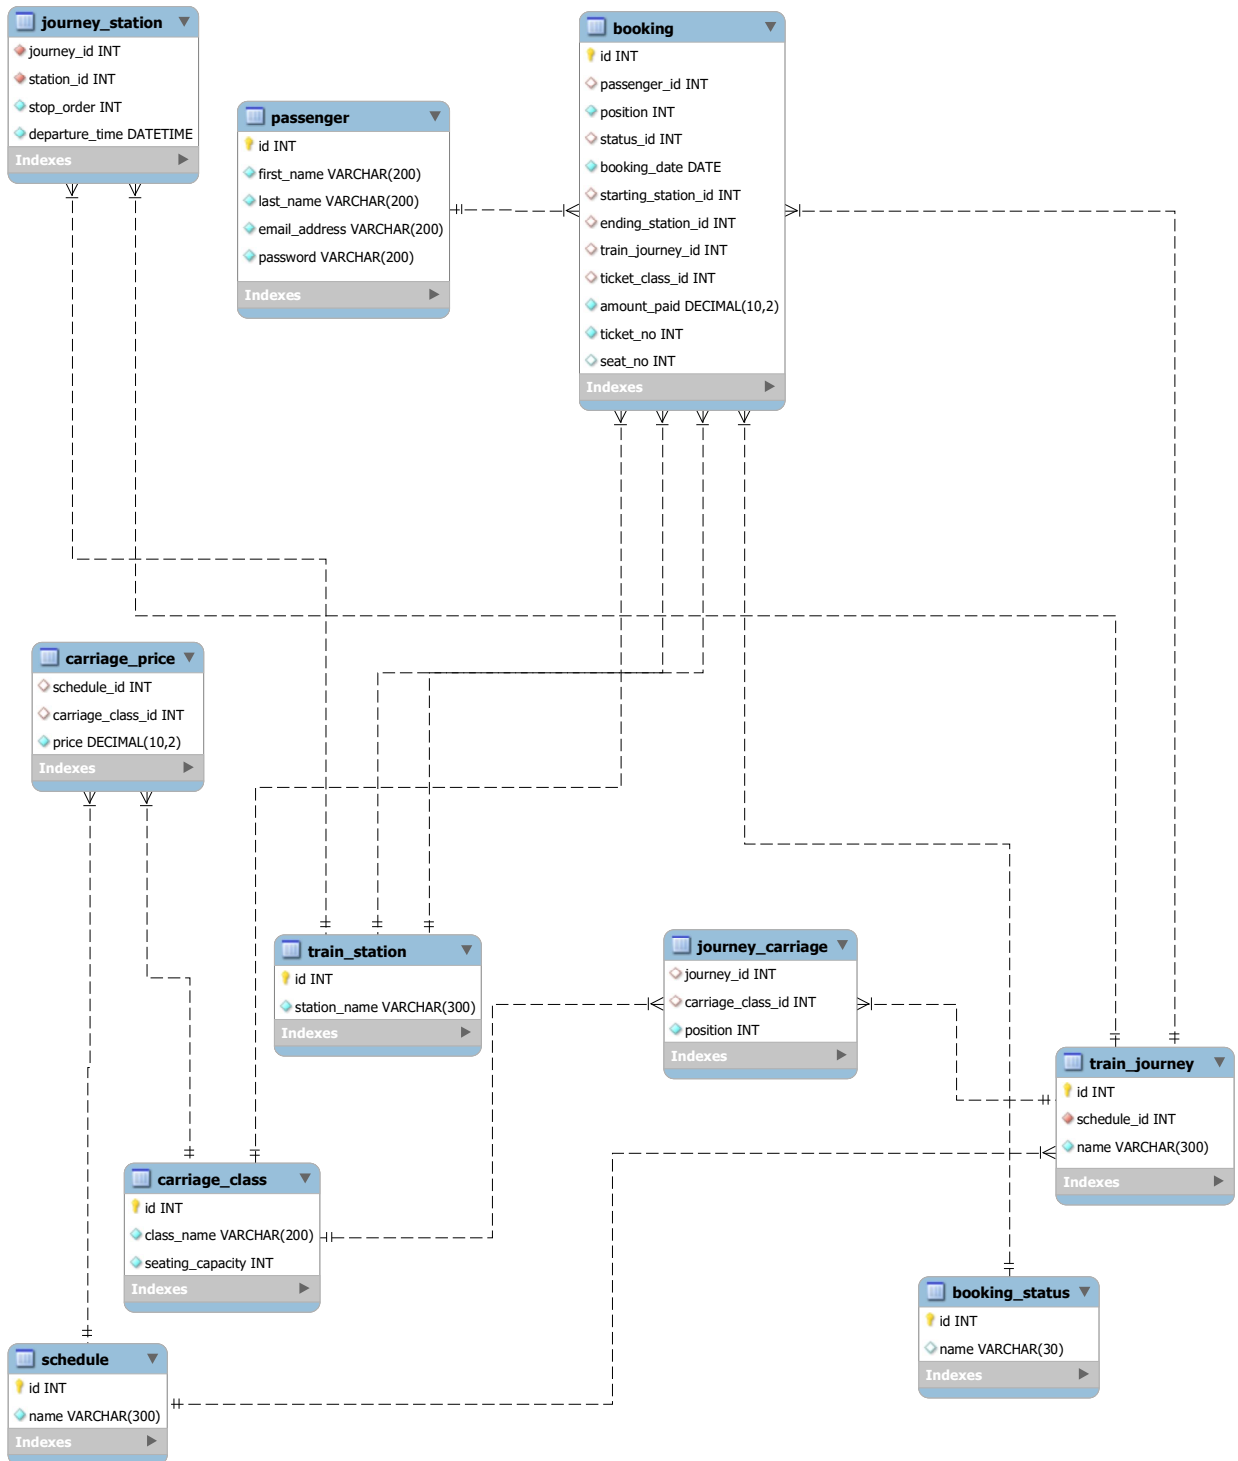 journey_station
journey_id INT
station_id INT
stop_order INT
departure_time DATETIME
Indexes
passenger
id INT
first_name VARCHAR(200)
last_name VARCHAR(200)
email_address VARCHAR(200)
password VARCHAR(200)
Indexes
booking
id INT
passenger_id INT
position INT
status_id INT
booking_date DATE
starting_station_id INT
ending_station_id INT
train_journey_id INT
ticket_class_id INT
amount_paid DECIMAL(10,2)
ticket_no INT
seat_no INT
Indexes
carriage_price
schedule_id INT
carriage_class_id INT
price DECIMAL(10,2)
Indexes
train_station
id INT
station_name VARCHAR(300)
Indexes
journey_carriage
journey_id INT
carriage_class_id INT
position INT
Indexes
train_journey
id INT
schedule_id INT
name VARCHAR(300)
Indexes
carriage_class
id INT
class_name VARCHAR(200)
seating_capacity INT
Indexes
booking_status
id INT
name VARCHAR(30)
Indexes
schedule
id INT
name VARCHAR(300)
Indexes